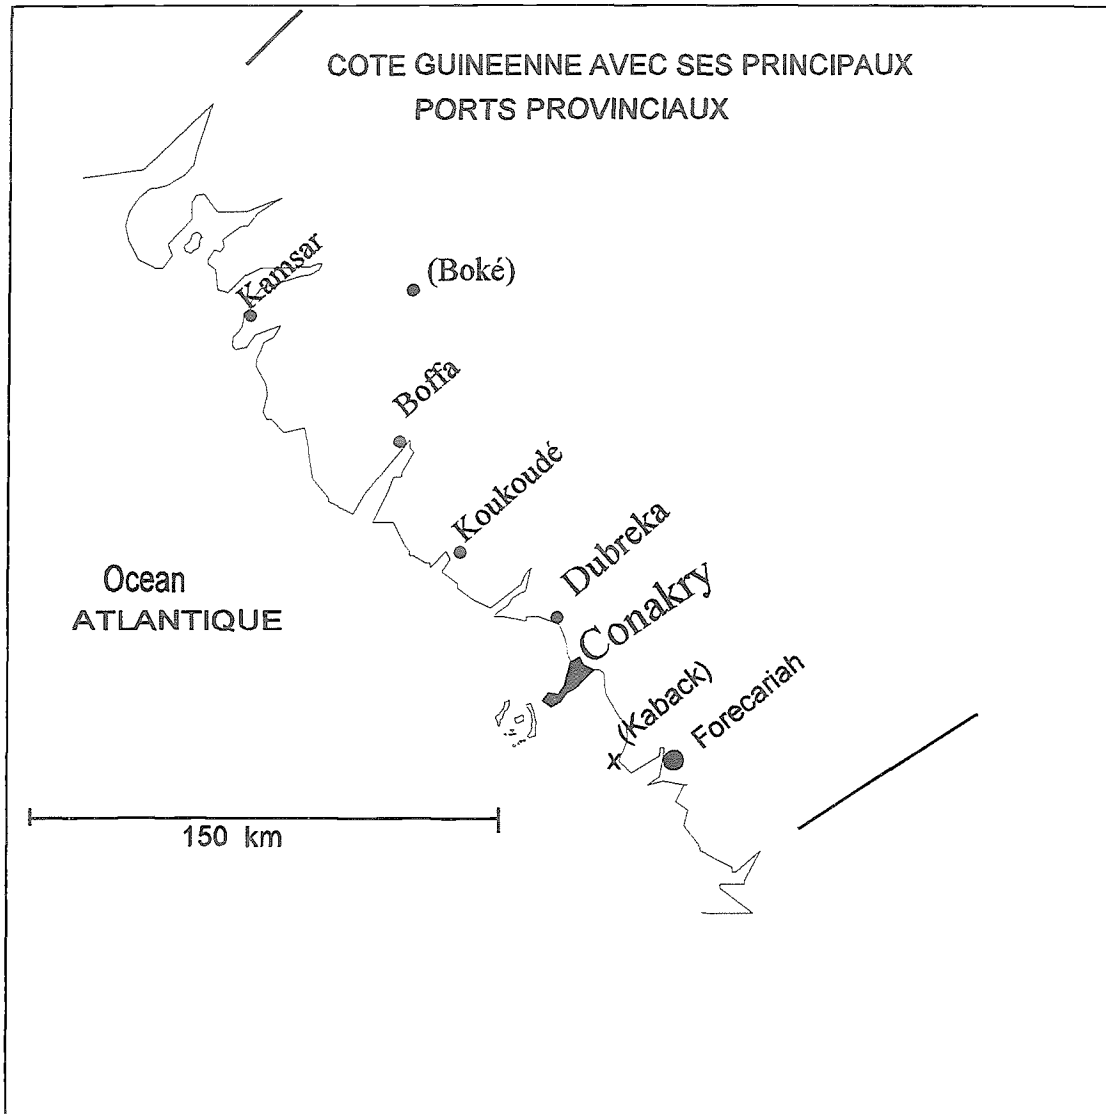 COTE GUINEENNE AVEC SES PRINCIPAUX
PORTS PROVINCIAUX
Kamsar
(Boké)
Boffa
Koukoudé
Dubreka
Ocean
ATLANTIQUE
Conakry
(Kaback)
Forecariah
x
150 km